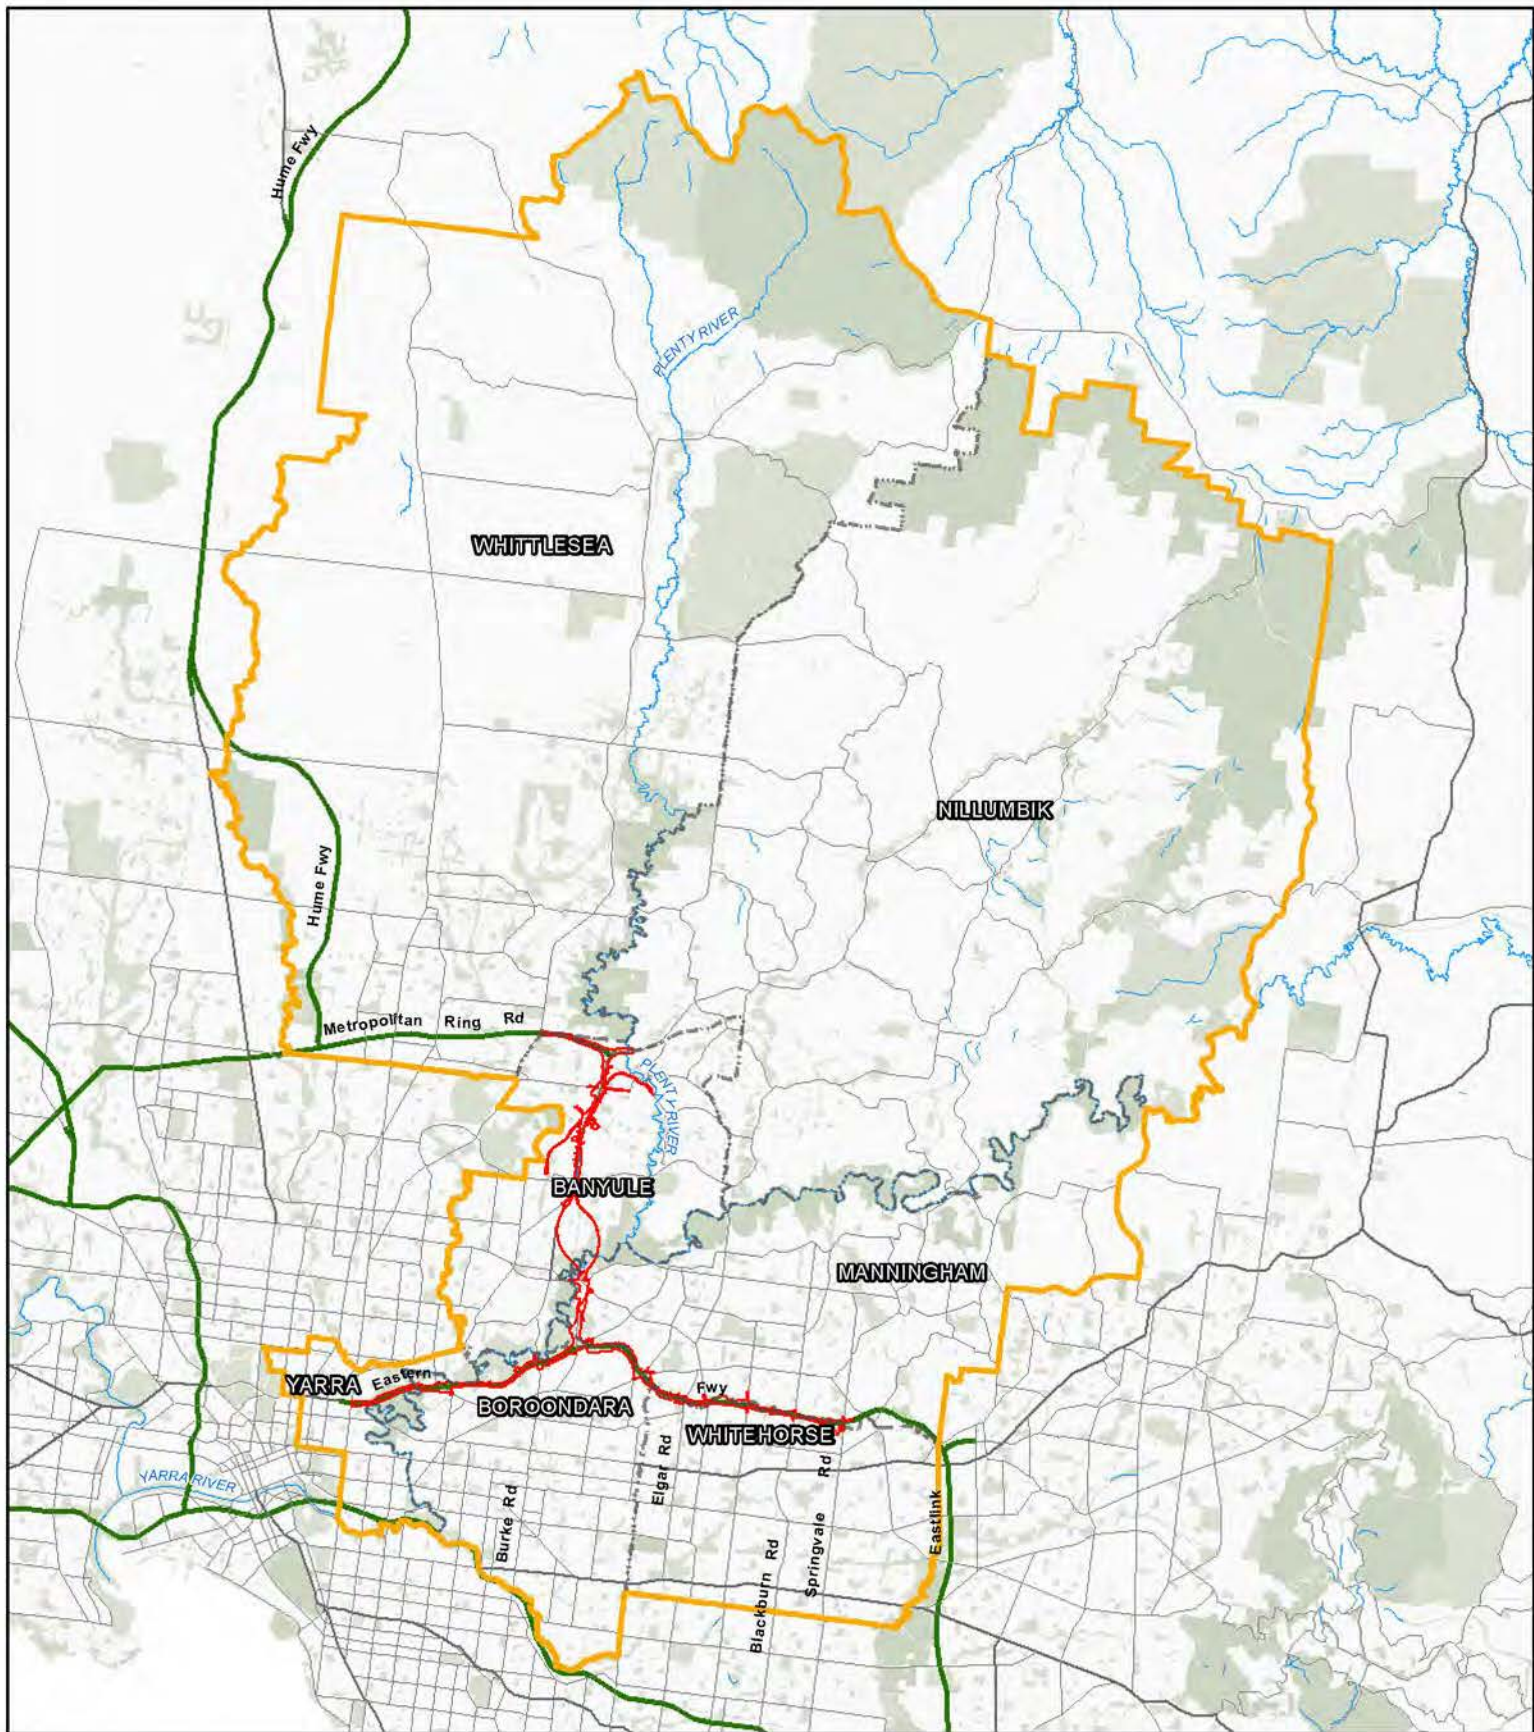 Hume Fwy
PLENTY RIVER
WHITTLESEA
NILLUMBIK
Hume Fwy
Metropolitan Ring Rd
PLENTY RIVER
BANYULE
MANNINGHAM
YARRA
Eastern Fwy
BOROONDARA
WHITEHORSE
YARRA RIVER
Burke Rd
Elgar Rd
Blackburn Rd
Springvale Rd
Eastlink